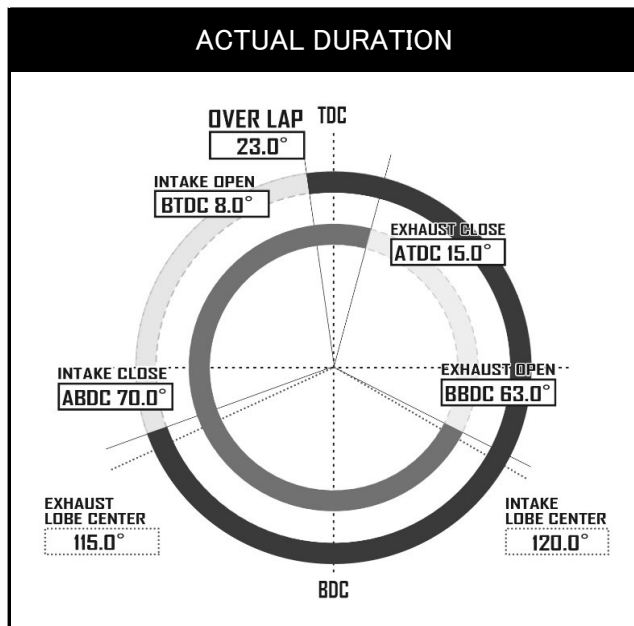 ACTUAL DURATION
OVER LAP
23.0°
TDC
INTAKE OPEN
BTDC 8.0°
EXHAUST CLOSE
ATDC 15.0°
INTAKE CLOSE
ABDC 70.0°
EXHAUST OPEN
BBDC 63.0°
EXHAUST
LOBE CENTER
115.0°
INTAKE
LOBE CENTER
120.0°
BDC